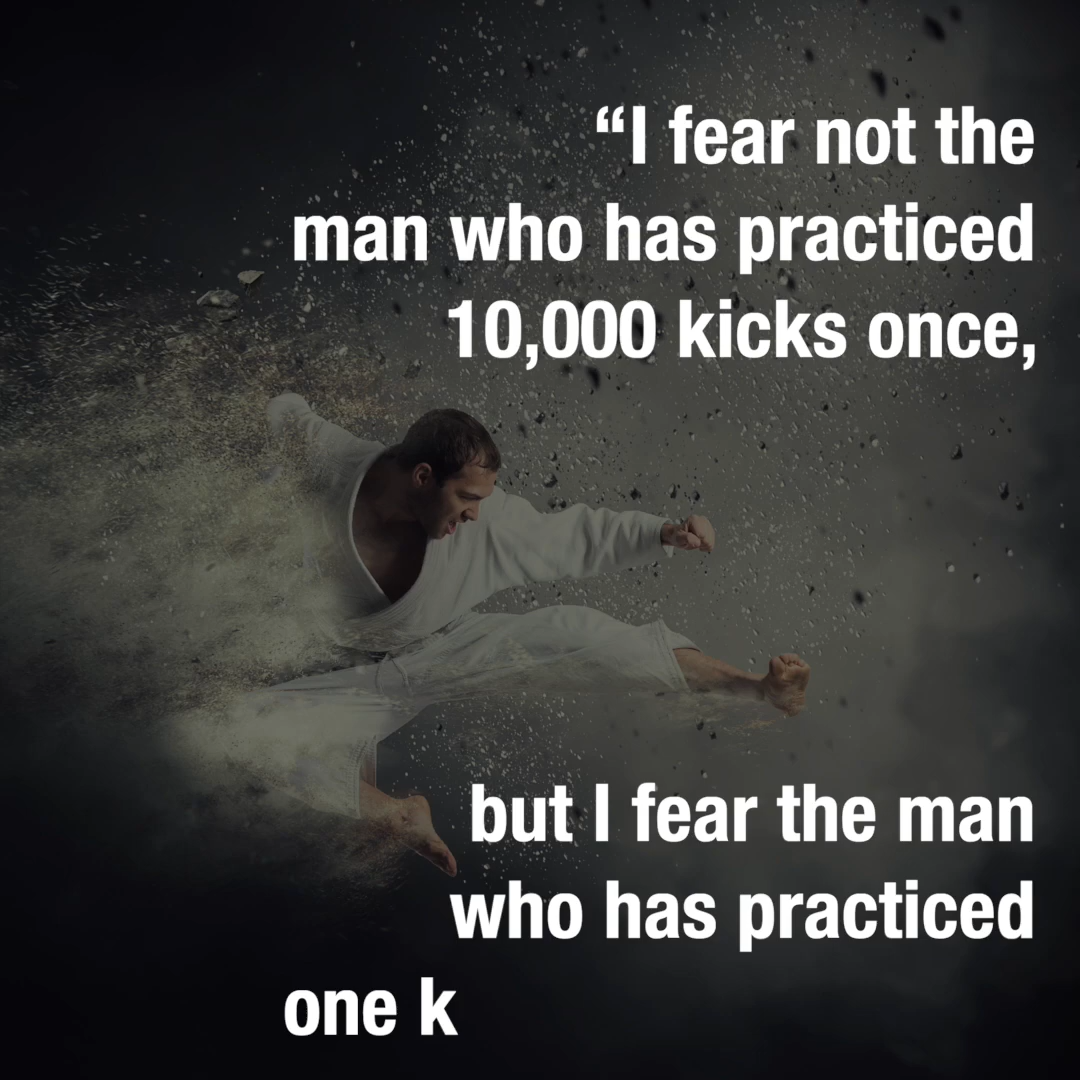 “I fear not the
man who has practiced
10,000 kicks once,
but I fear the man
who has practiced
one k